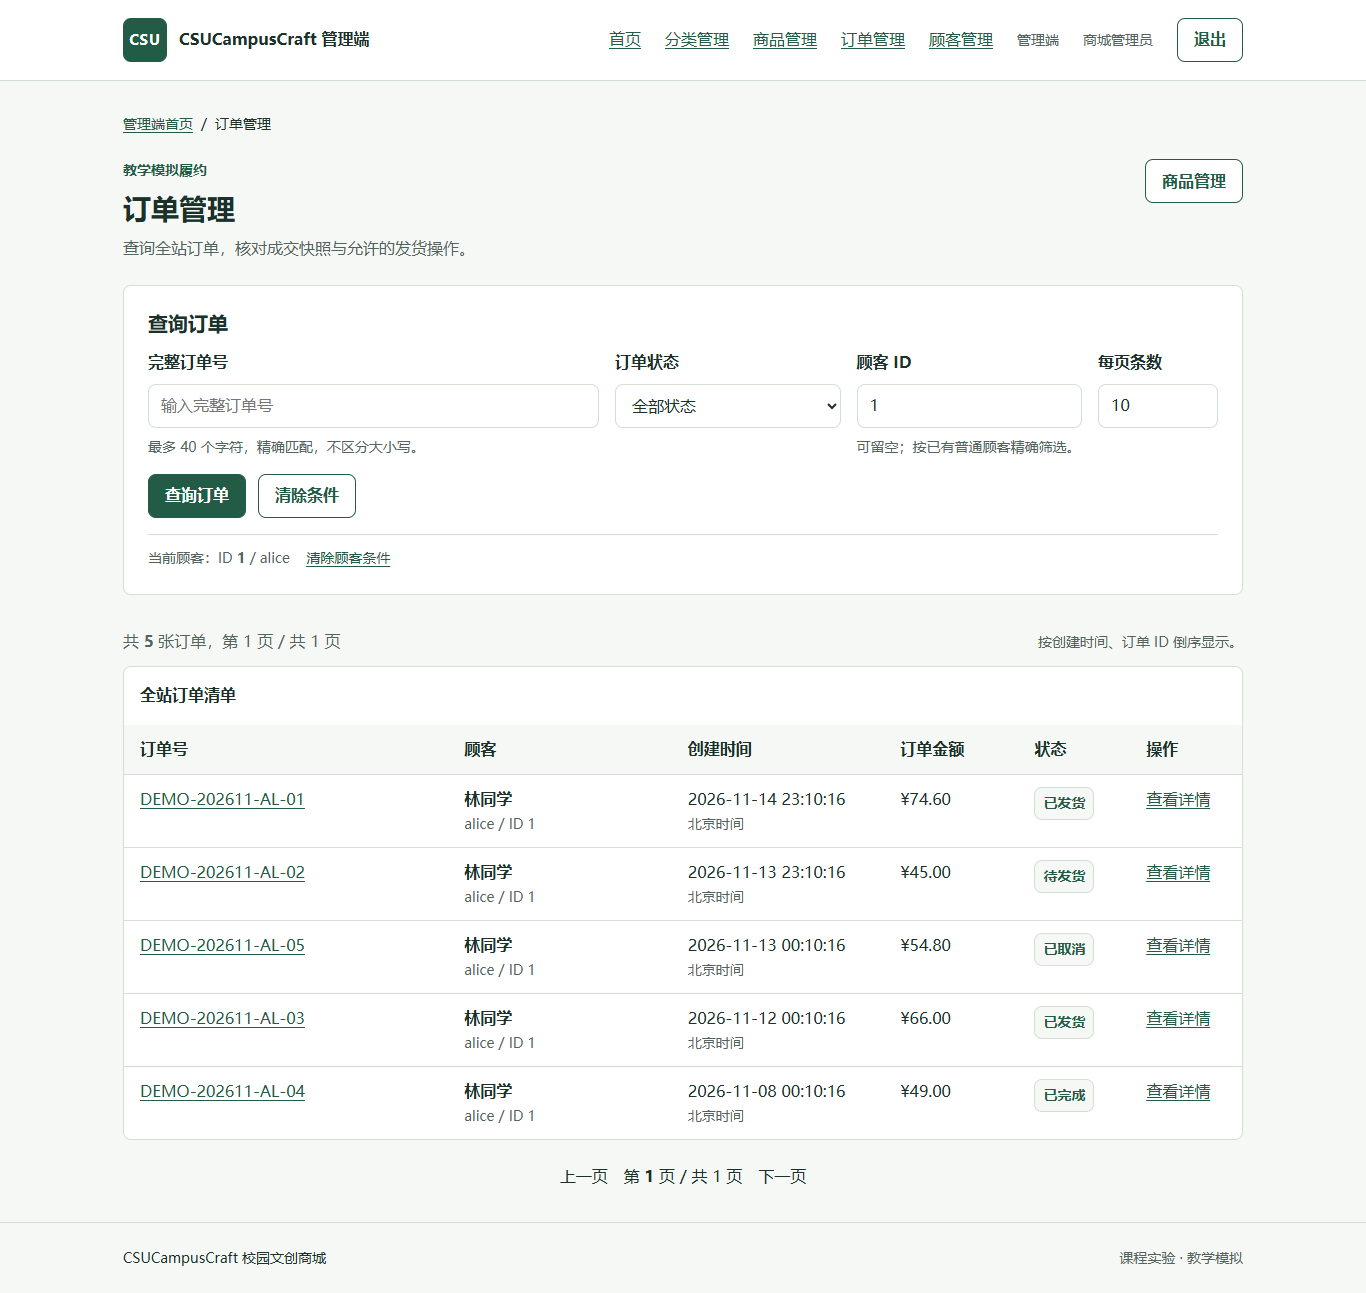 CSU CSUCampusCraft 管理端 首页 分类管理 商品管理 订单管理 顾客管理 管理端 商城管理员 退出
管理端首页 / 订单管理
教学模拟履约
商品管理
订单管理
查询全站订单，核对成交快照与允许的发货操作。
查询订单
完整订单号 订单状态 顾客 ID 每页条数
输入完整订单号 全部状态 1 10
最多 40 个字符，精确匹配，不区分大小写。 可留空；按已有普通顾客精确筛选。
查询订单 清除条件
当前顾客：ID 1 / alice 清除顾客条件
共 5 张订单，第 1 页 / 共 1 页 按创建时间、订单 ID 倒序显示。
全站订单清单
订单号 顾客 创建时间 订单金额 状态 操作
DEMO-202611-AL-01 林同学 2026-11-14 23:10:16 ¥74.60 已发货 查看详情
alice / ID 1 北京时间
DEMO-202611-AL-02 林同学 2026-11-13 23:10:16 ¥45.00 待发货 查看详情
alice / ID 1 北京时间
DEMO-202611-AL-05 林同学 2026-11-13 00:10:16 ¥54.80 已取消 查看详情
alice / ID 1 北京时间
DEMO-202611-AL-03 林同学 2026-11-12 00:10:16 ¥66.00 已发货 查看详情
alice / ID 1 北京时间
DEMO-202611-AL-04 林同学 2026-11-08 00:10:16 ¥49.00 已完成 查看详情
alice / ID 1 北京时间
上一页 第 1 页 / 共 1 页 下一页
CSUCampusCraft 校园文创商城 课程实验 · 教学模拟